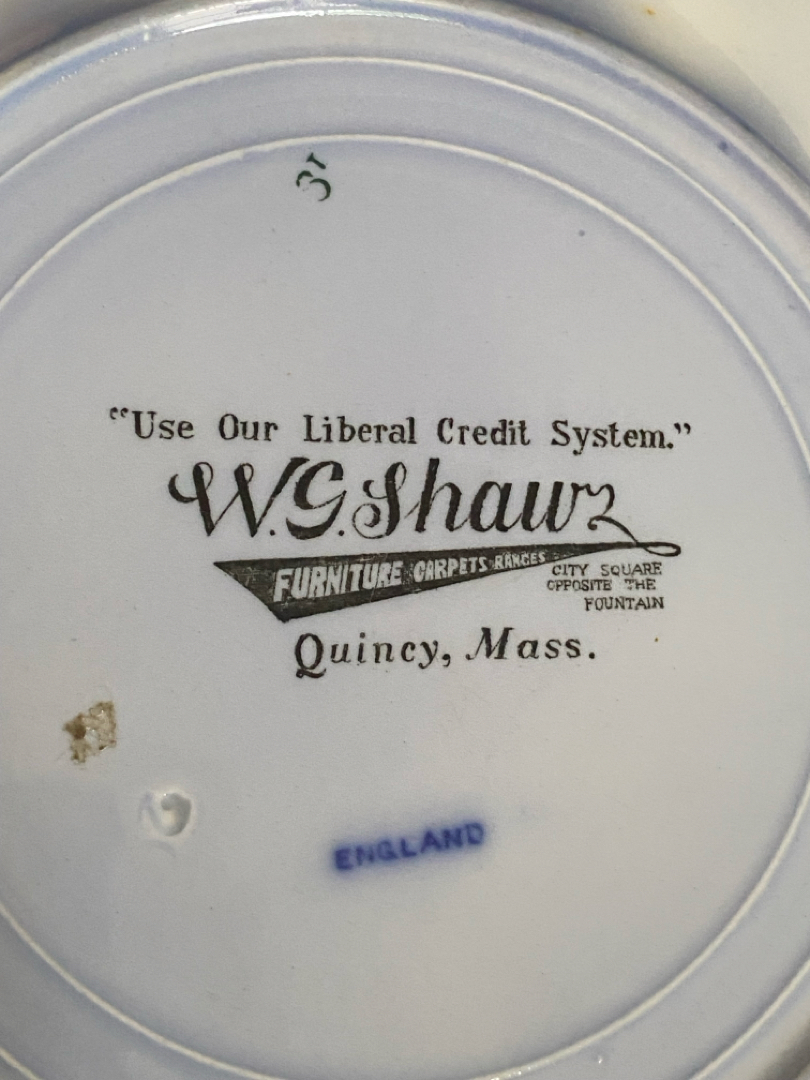 31
“Use Our Liberal Credit System.”
W.G. Shaw
FURNITURE CARPETS RANGES
CITY SQUARE
OPPOSITE THE
FOUNTAIN
Quincy, Mass.
ENGLAND